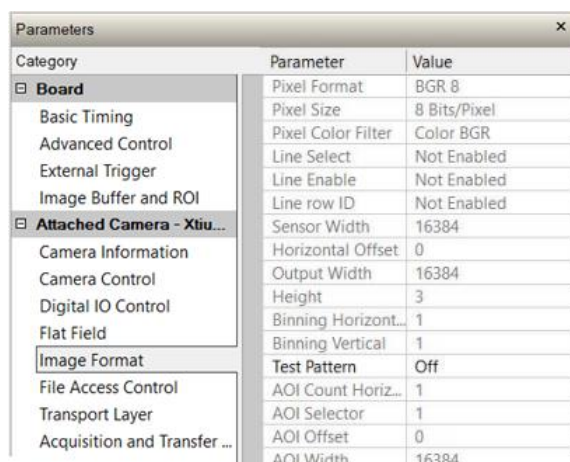 Parameters ×
Category Parameter Value
Board Pixel Format BGR 8
Basic Timing Pixel Size 8 Bits/Pixel
Advanced Control Pixel Color Filter Color BGR
External Trigger Line Select Not Enabled
Image Buffer and ROI Line Enable Not Enabled
Line row ID Not Enabled
Attached Camera - Xtiu... Sensor Width 16384
Camera Information Horizontal Offset 0
Camera Control Output Width 16384
Digital IO Control Height 3
Flat Field Binning Horizont... 1
Binning Vertical 1
Image Format Test Pattern Off
File Access Control AOI Count Horiz... 1
Transport Layer AOI Selector 1
Acquisition and Transfer ... AOI Offset 0
AOI Width 16384